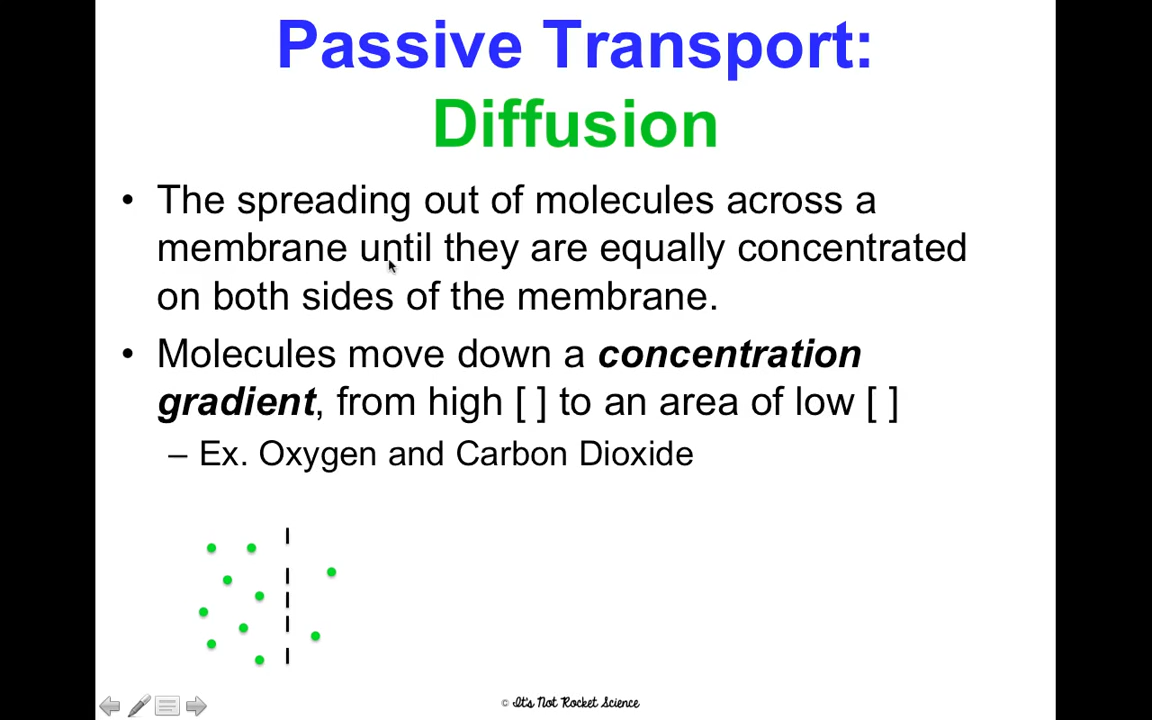 Passive Transport:
Diffusion
• The spreading out of molecules across a
membrane until they are equally concentrated
on both sides of the membrane.
• Molecules move down a concentration
gradient, from high [ ] to an area of low [ ]
– Ex. Oxygen and Carbon Dioxide
© It's Not Rocket Science